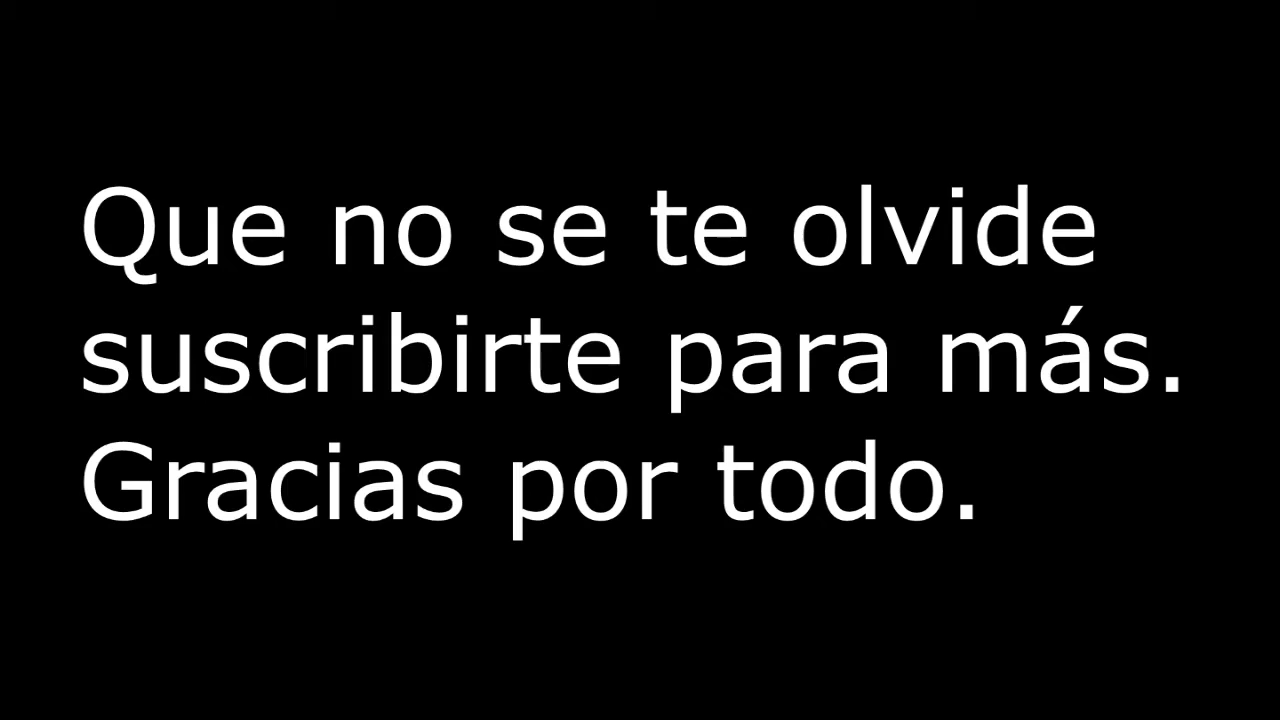 Que no se te olvide
suscribirte para más.
Gracias por todo.